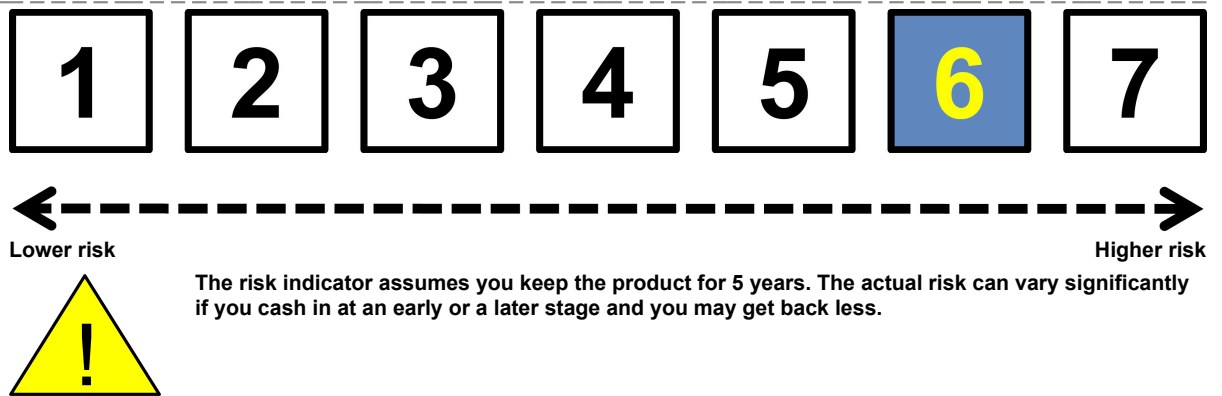 1 2 3 4 5 6 7
Lower risk Higher risk
The risk indicator assumes you keep the product for 5 years. The actual risk can vary significantly
if you cash in at an early or a later stage and you may get back less.
!